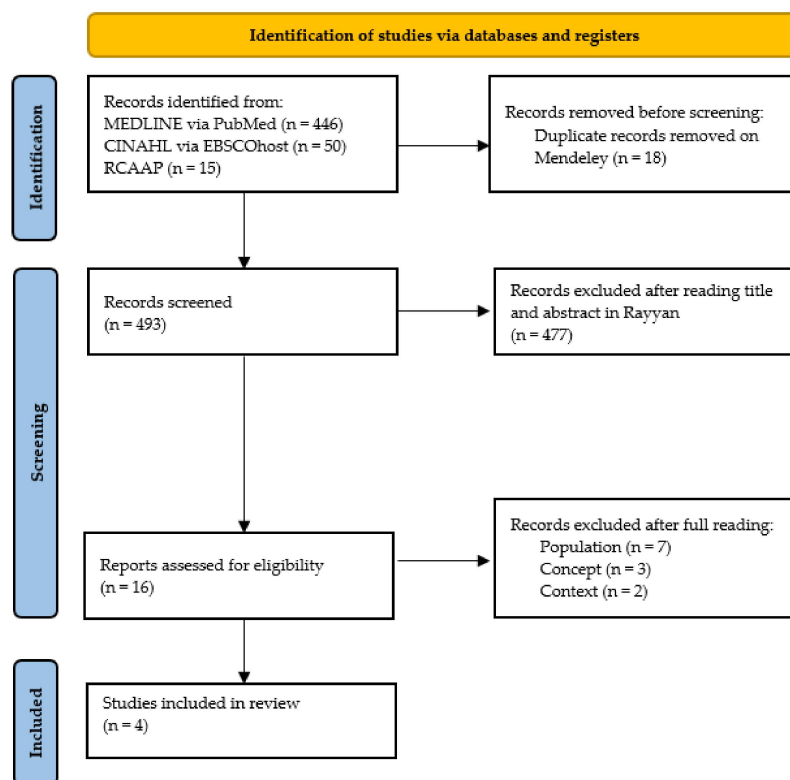 Identification of studies via databases and registers
Identification
Records identified from:
MEDLINE via PubMed (n = 446)
CINAHL via EBSCOhost (n = 50)
RCAAP (n = 15)
Records removed before screening:
Duplicate records removed on
Mendeley (n = 18)
Screening
Records screened
(n = 493)
Records excluded after reading title
and abstract in Rayyan
(n = 477)
Reports assessed for eligibility
(n = 16)
Records excluded after full reading:
Population (n = 7)
Concept (n = 3)
Context (n = 2)
Included
Studies included in review
(n = 4)